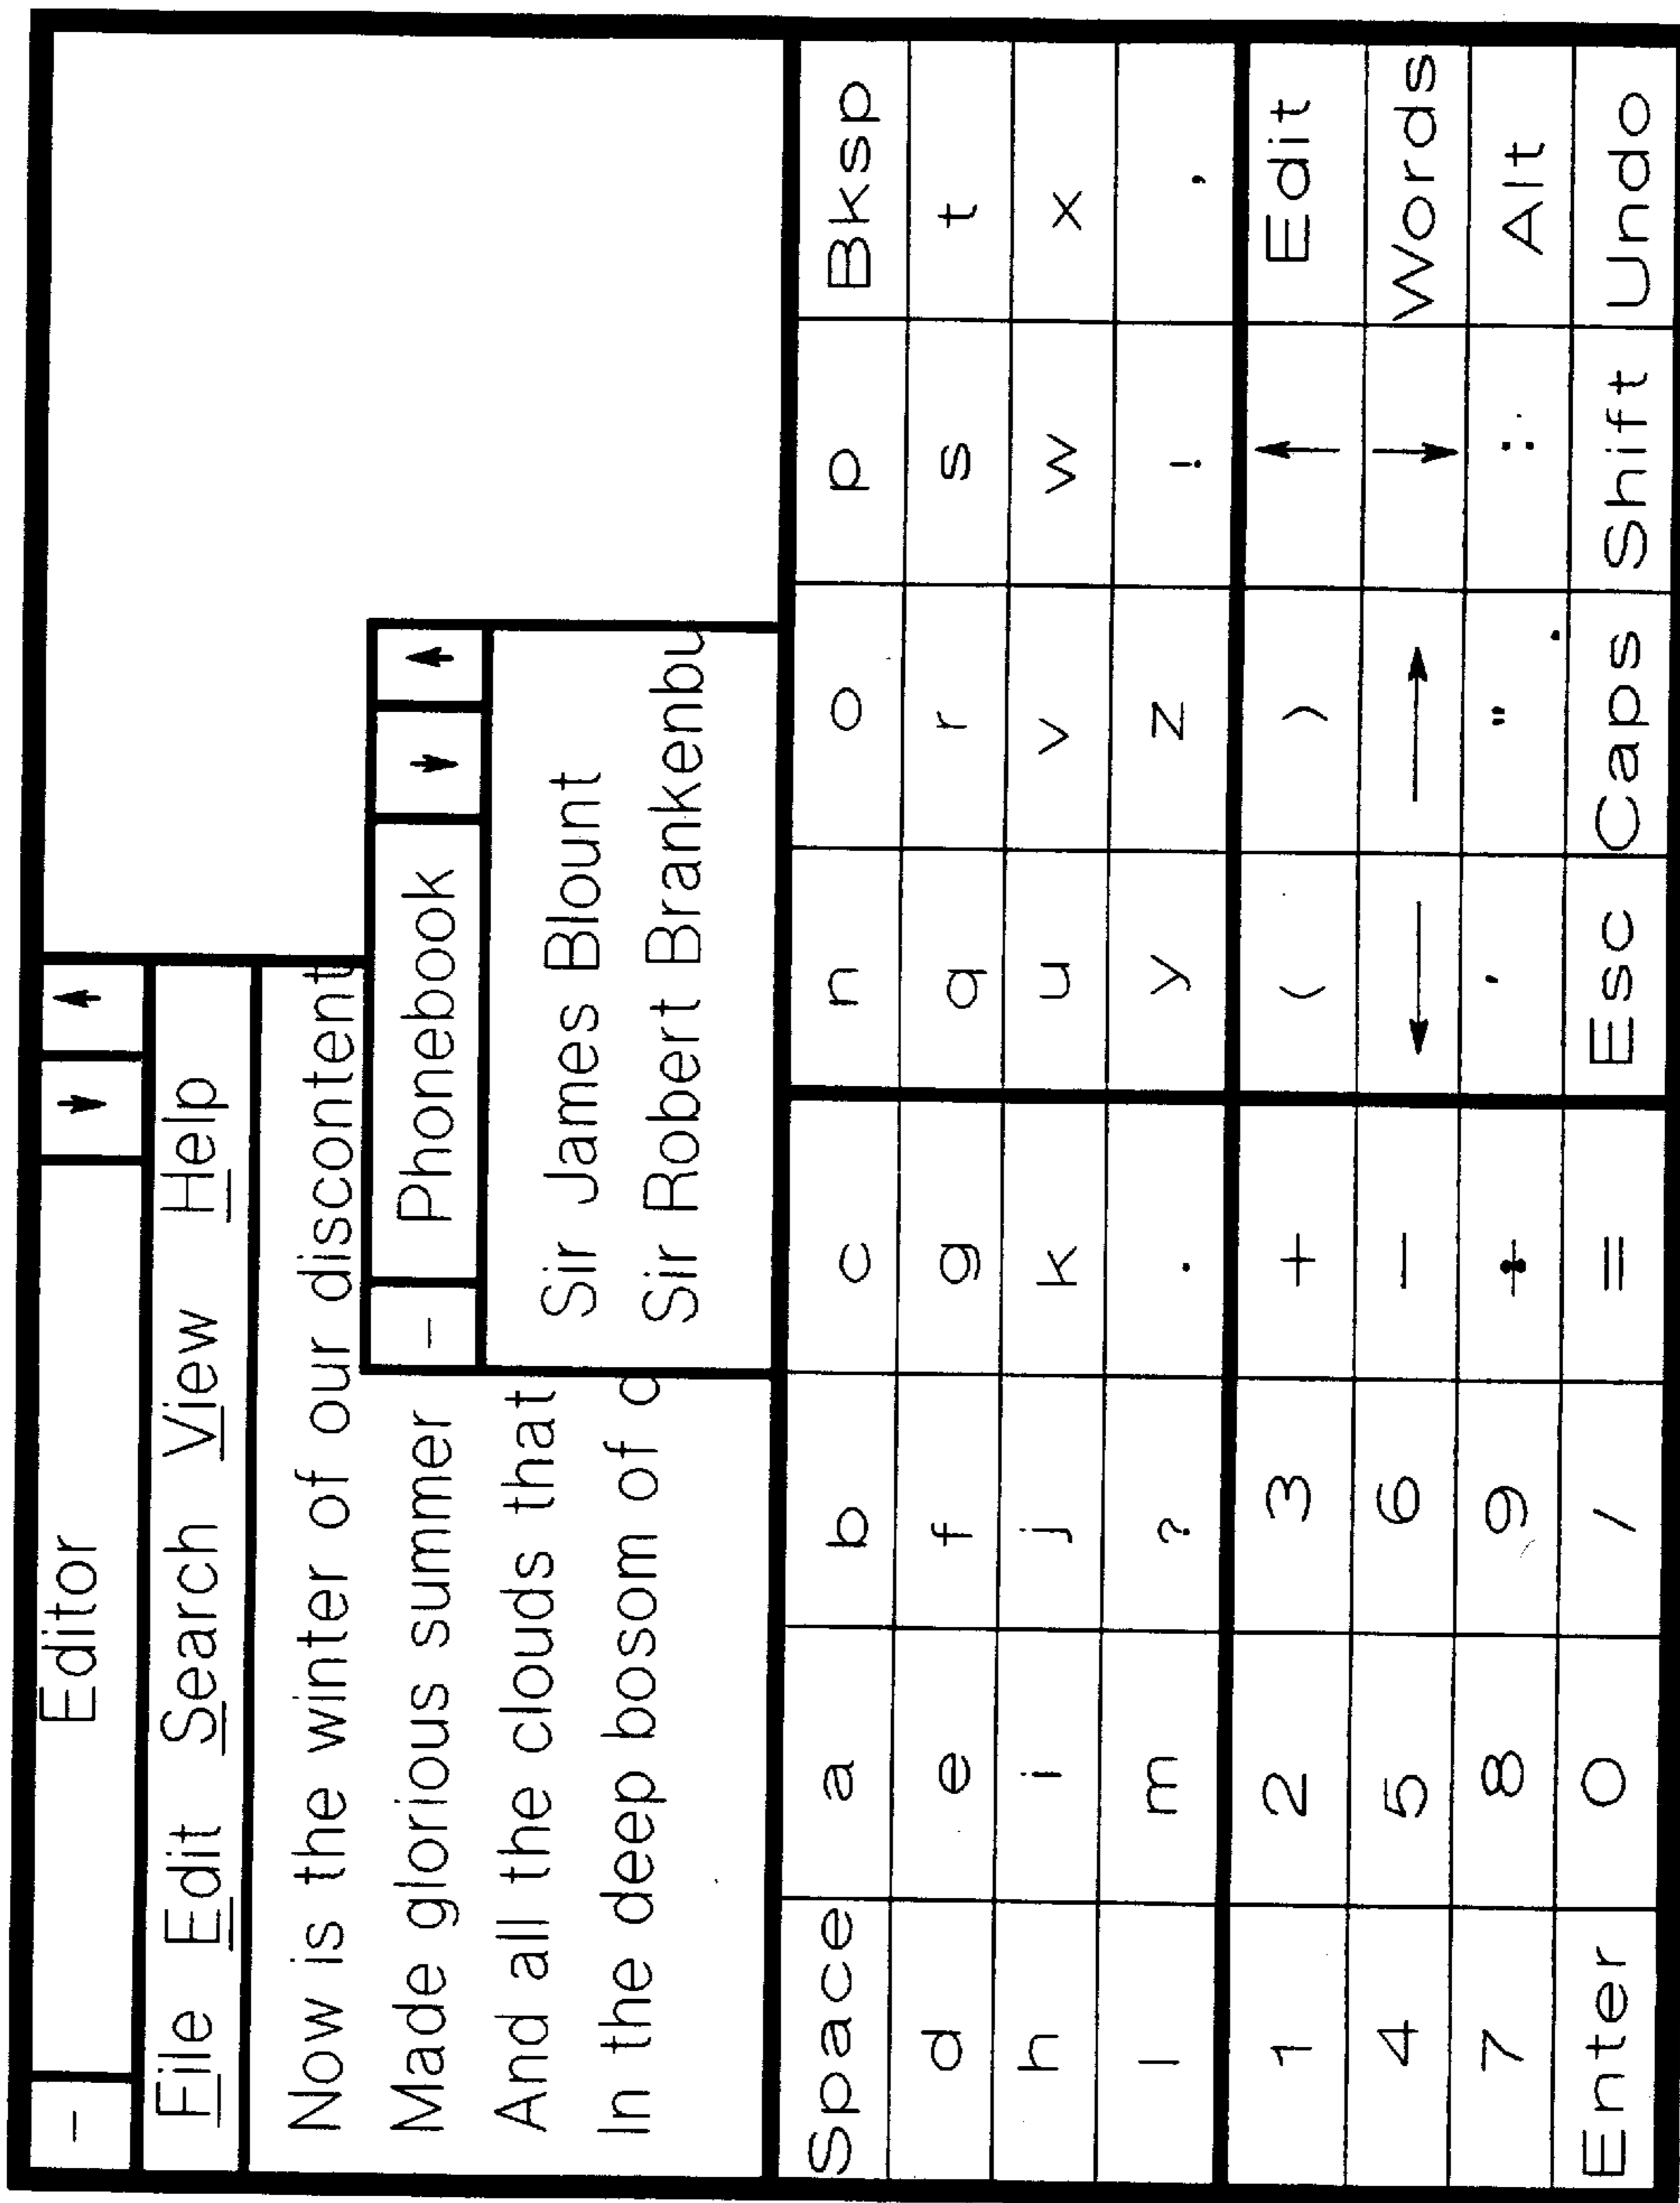 - Editor ↓ ↑
File Edit Search View Help
Now is the winter of our discontent
Made glorious summer
And all the clouds that
In the deep bosom of
- Phonebook ↓ ↑
Sir James Blount
Sir Robert Brankenbu
Space a b c n o p Bksp
d e f g q r s t
h i j k u v w x
l m ? . y z ! ,
1 2 3 + ( ) ↑ Edit
4 5 6 – ← → ↓ Words
7 8 9 ' " : Alt
Enter 0 / = Esc Caps Shift Undo